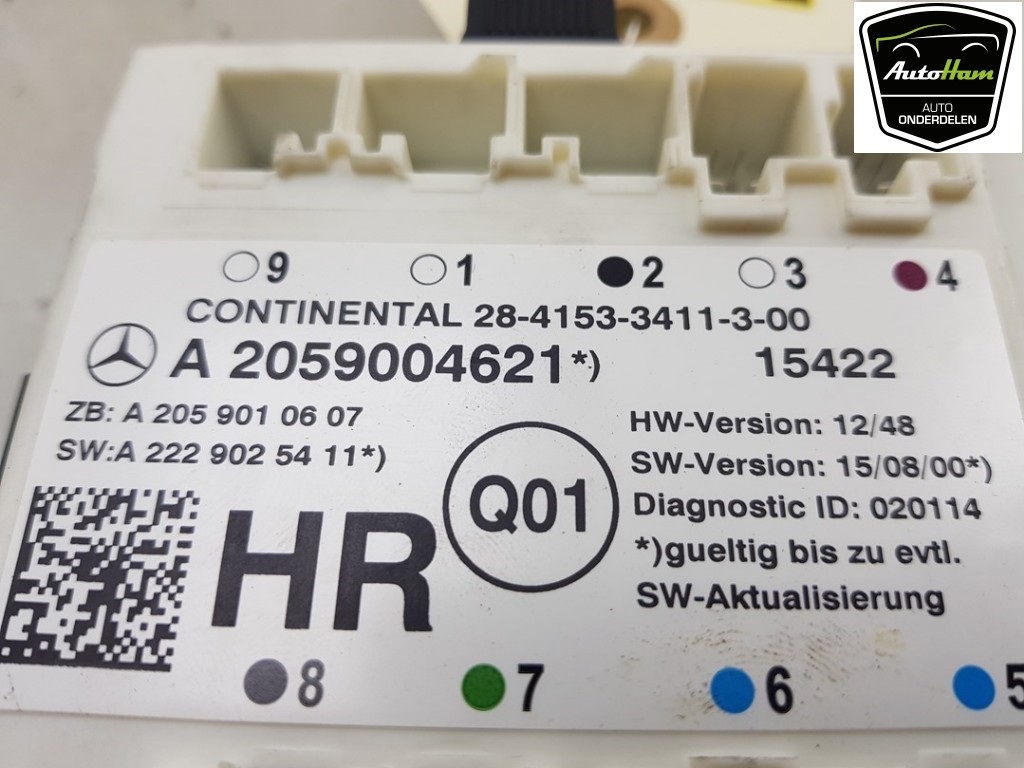 AutoHam
AUTO
ONDERDELEN
9 1 2 3 4
CONTINENTAL 28-4153-3411-3-00
A 2059004621*) 15422
ZB: A 205 901 06 07
SW:A 222 902 54 11*)
HW-Version: 12/48
SW-Version: 15/08/00*)
Diagnostic ID: 020114
*)gueltig bis zu evtl.
SW-Aktualisierung
HR
Q01
8 7 6 5